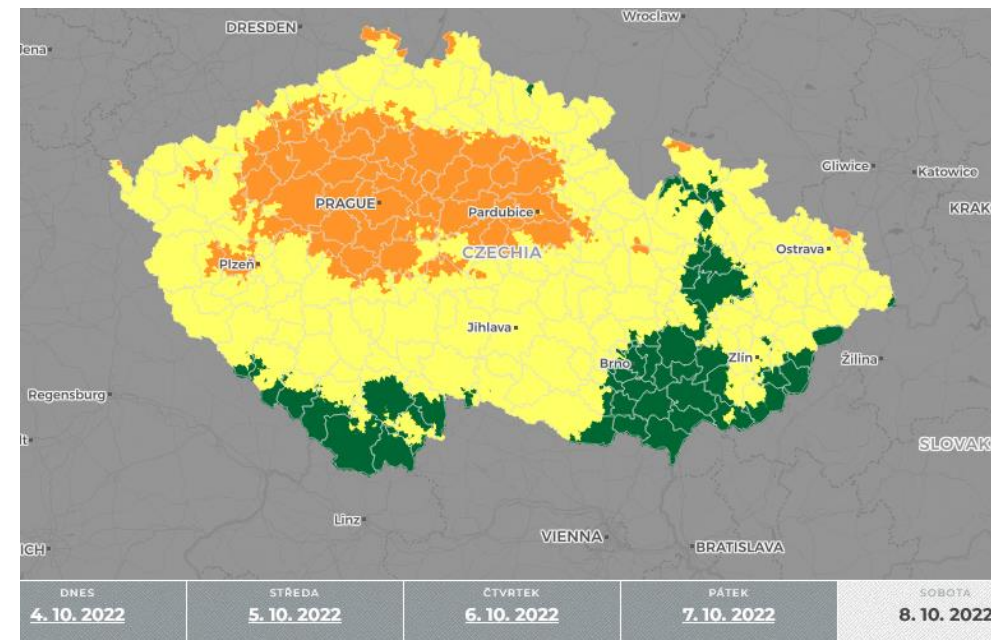 Wroclaw
DRESDEN
Jena
Gliwice
Katowice
PRAGUE
KRAK
Pardubice
CZECHIA
Ostrava
Plzeň
Jihlava
Brno
Zlín
Žilina
Regensburg
lt
SLOVAK
Linz
VIENNA
ICH
BRATISLAVA
DNES
4. 10. 2022
STŘEDA
5. 10. 2022
ČTVRTEK
6. 10. 2022
PÁTEK
7. 10. 2022
SOBOTA
8. 10. 2022